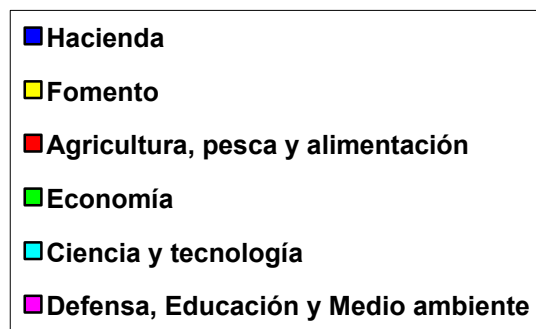 Hacienda
Fomento
Agricultura, pesca y alimentación
Economía
Ciencia y tecnología
Defensa, Educación y Medio ambiente